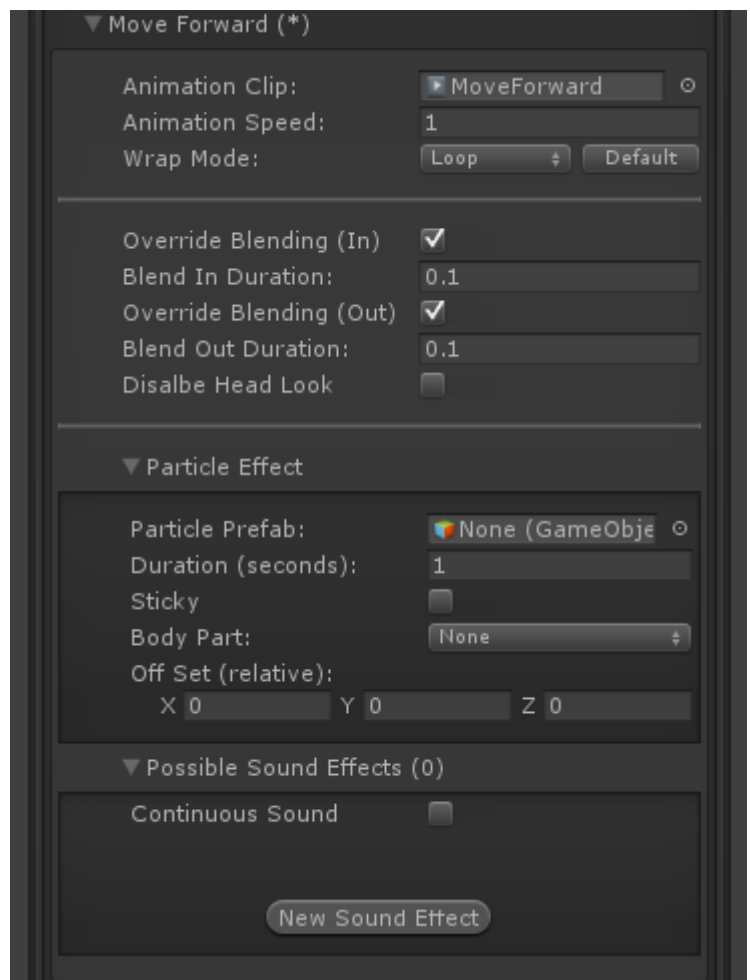 Move Forward (*)
Animation Clip: MoveForward
Animation Speed: 1
Wrap Mode: Loop Default
Override Blending (In)
Blend In Duration: 0.1
Override Blending (Out)
Blend Out Duration: 0.1
Disalbe Head Look
Particle Effect
Particle Prefab: None (GameObje
Duration (seconds): 1
Sticky
Body Part: None
Off Set (relative):
X 0 Y 0 Z 0
Possible Sound Effects (0)
Continuous Sound
New Sound Effect